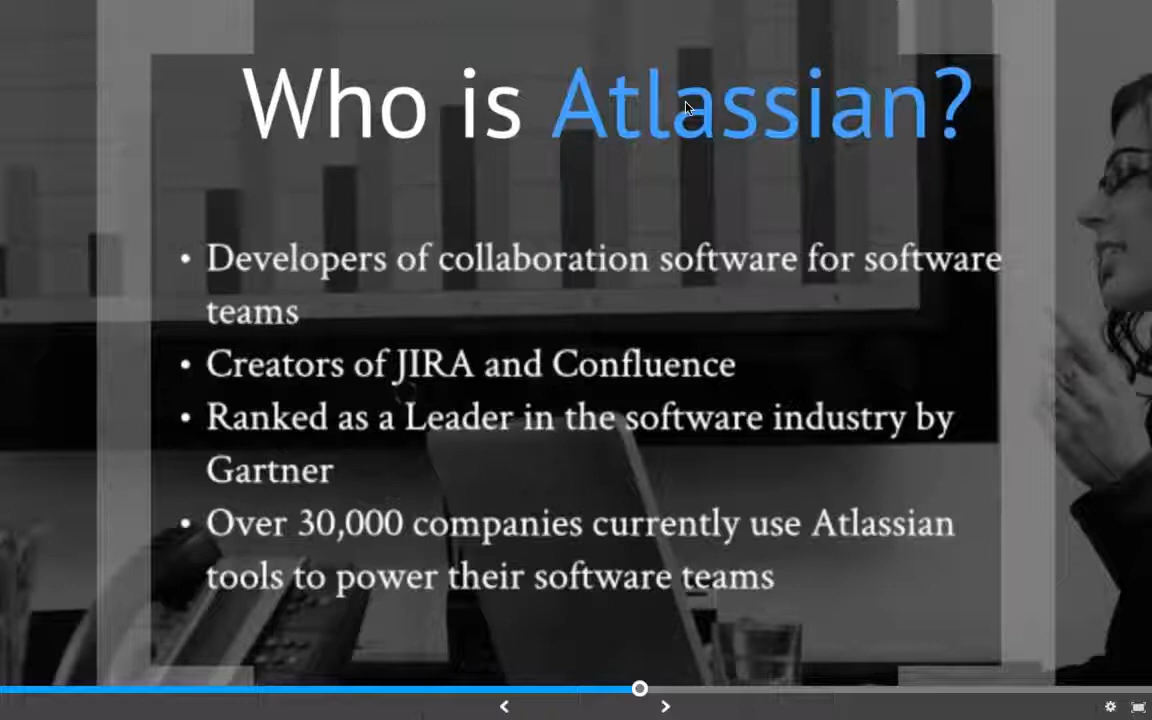 Who is Atlassian?
• Developers of collaboration software for software
teams
• Creators of JIRA and Confluence
• Ranked as a Leader in the software industry by
Gartner
• Over 30,000 companies currently use Atlassian
tools to power their software teams